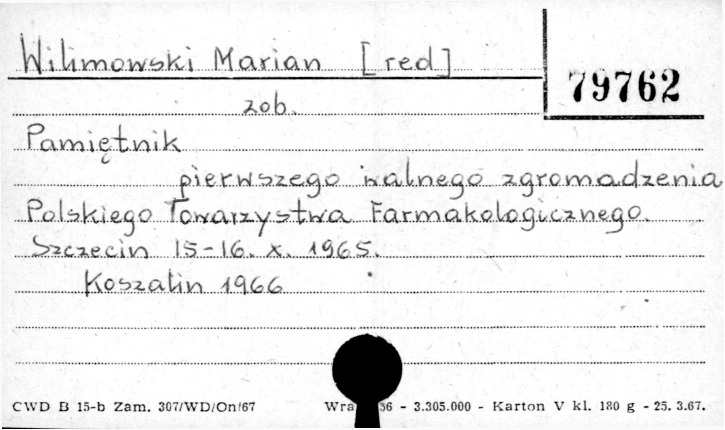 Wilimowski Marian [red]
79762
zob.
Pamiętnik
pierwszego walnego zgromadzenia
Polskiego Towarzystwa Farmakologicznego.
Szczecin 15-16. X. 1965.
Koszalin 1966
CWD B 15-b Zam. 307/WD/On/67 Wra 56 - 3.305.000 - Karton V kl. 180 g - 25. 3.67.